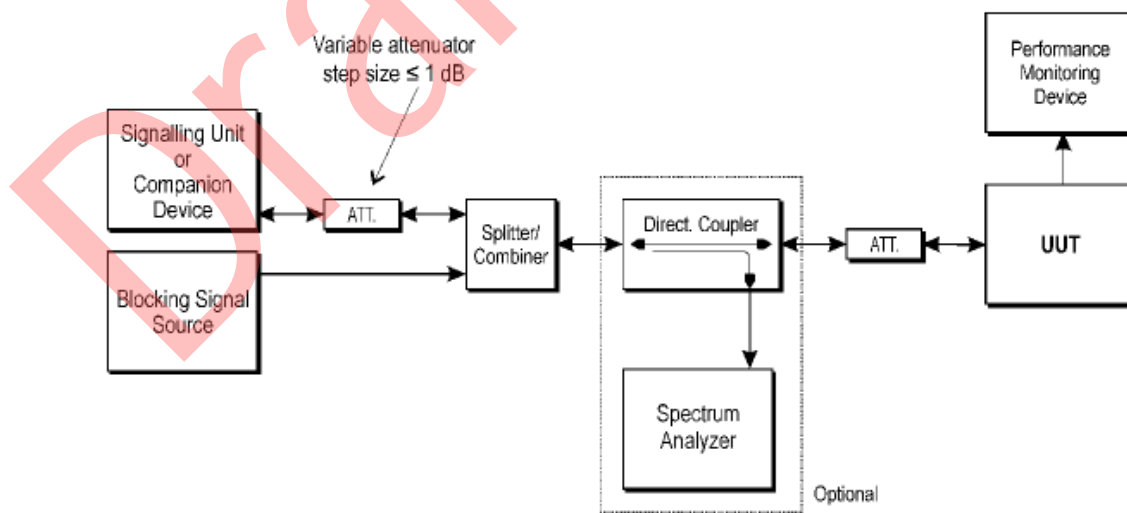 Variable attenuator
step size ≤ 1 dB
Signalling Unit
or
Companion
Device
ATT.
Splitter/
Combiner
Blocking Signal
Source
Direct. Coupler
Spectrum
Analyzer
Optional
ATT.
Performance
Monitoring
Device
UUT
Dra